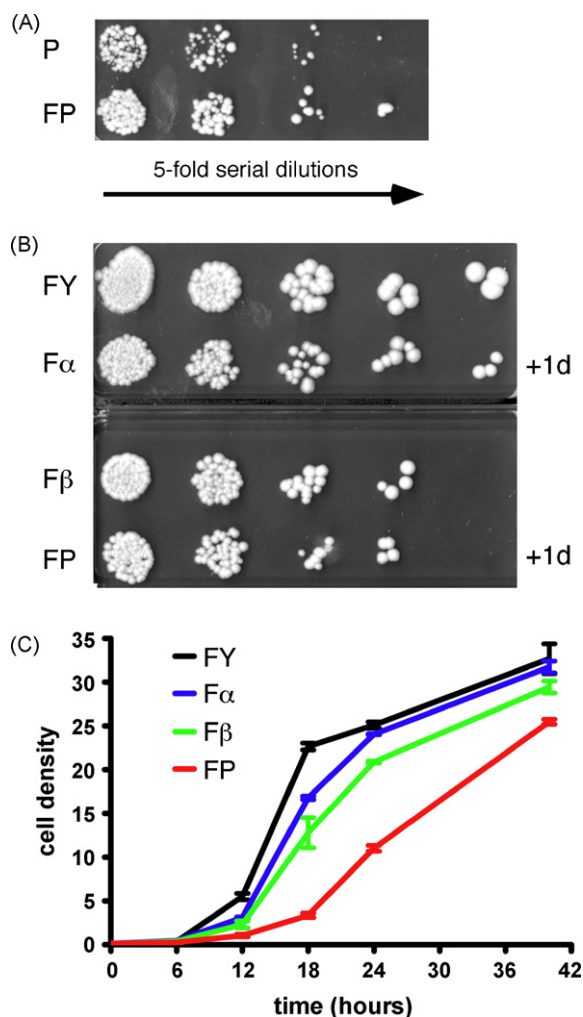 (A)
P
FP
5-fold serial dilutions
(B)
FY
Fα +1d
Fβ
FP +1d
(C)
FY
Fα
Fβ
FP
cell density
35
30
25
20
15
10
5
0
0 6 12 18 24 30 36 42
time (hours)